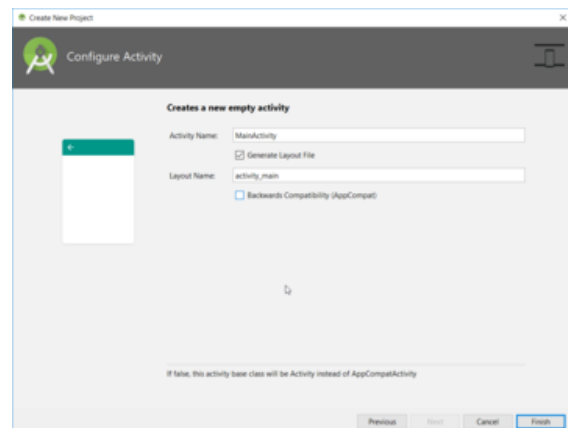 Create New Project
Configure Activity
Creates a new empty activity
Activity Name: MainActivity
Generate Layout File
Layout Name: activity_main
Backwards Compatibility (AppCompat)
If false, this activity base class will be Activity instead of AppCompatActivity
Previous Next Cancel Finish